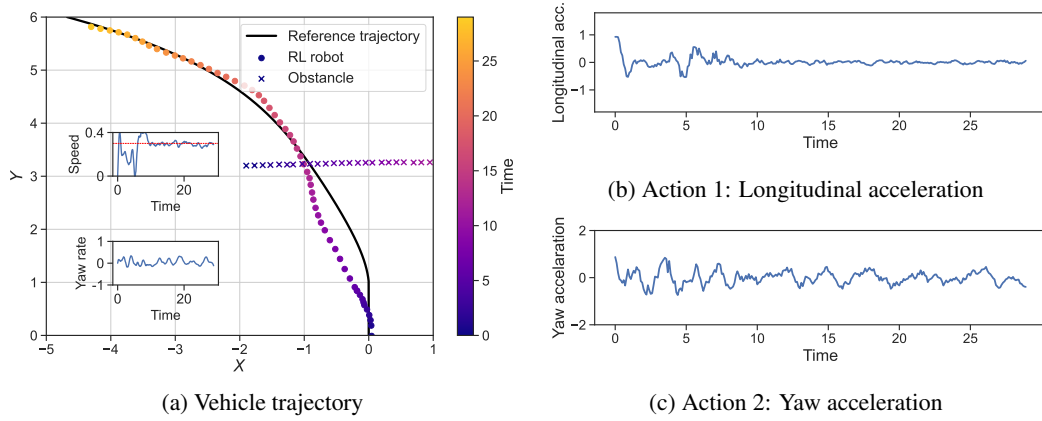 6
5
4
3
2
1
0
Y
−5
−4
−3
−2
−1
0
1
X
Reference trajectory
RL robot
Obstancle
0.4
0
Speed
0
20
Time
1
-1
Yaw rate
0
20
Time
25
20
15
10
5
0
Time
(a) Vehicle trajectory
1
0
−1
Longitudinal acc.
0
5
10
15
20
25
Time
(b) Action 1: Longitudinal acceleration
2
0
−2
Yaw accelaration
0
5
10
15
20
25
Time
(c) Action 2: Yaw acceleration